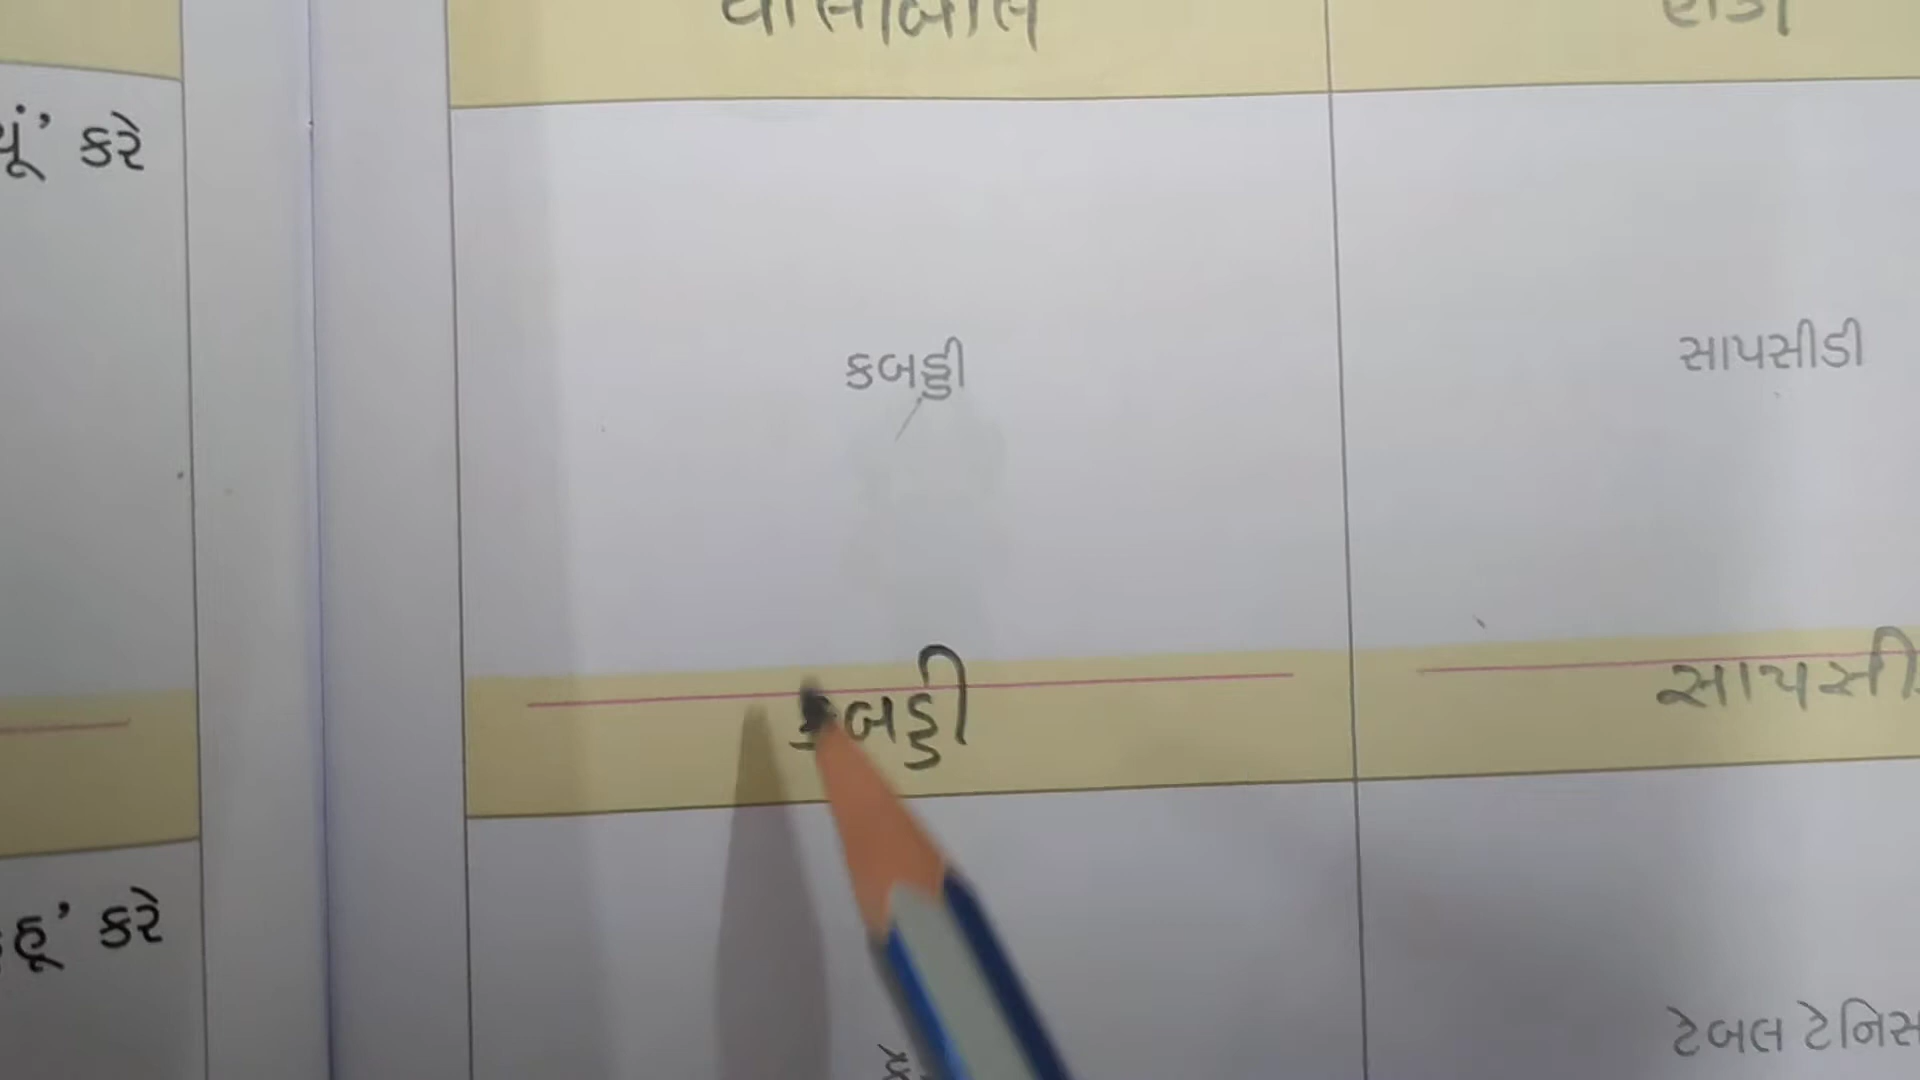 વોલીબોલ
હોકી
કરે
કબડ્ડી
સાપસીડી
કબડ્ડી
સાપસી
હૂ' કરે
ટેબલ ટેનિસ